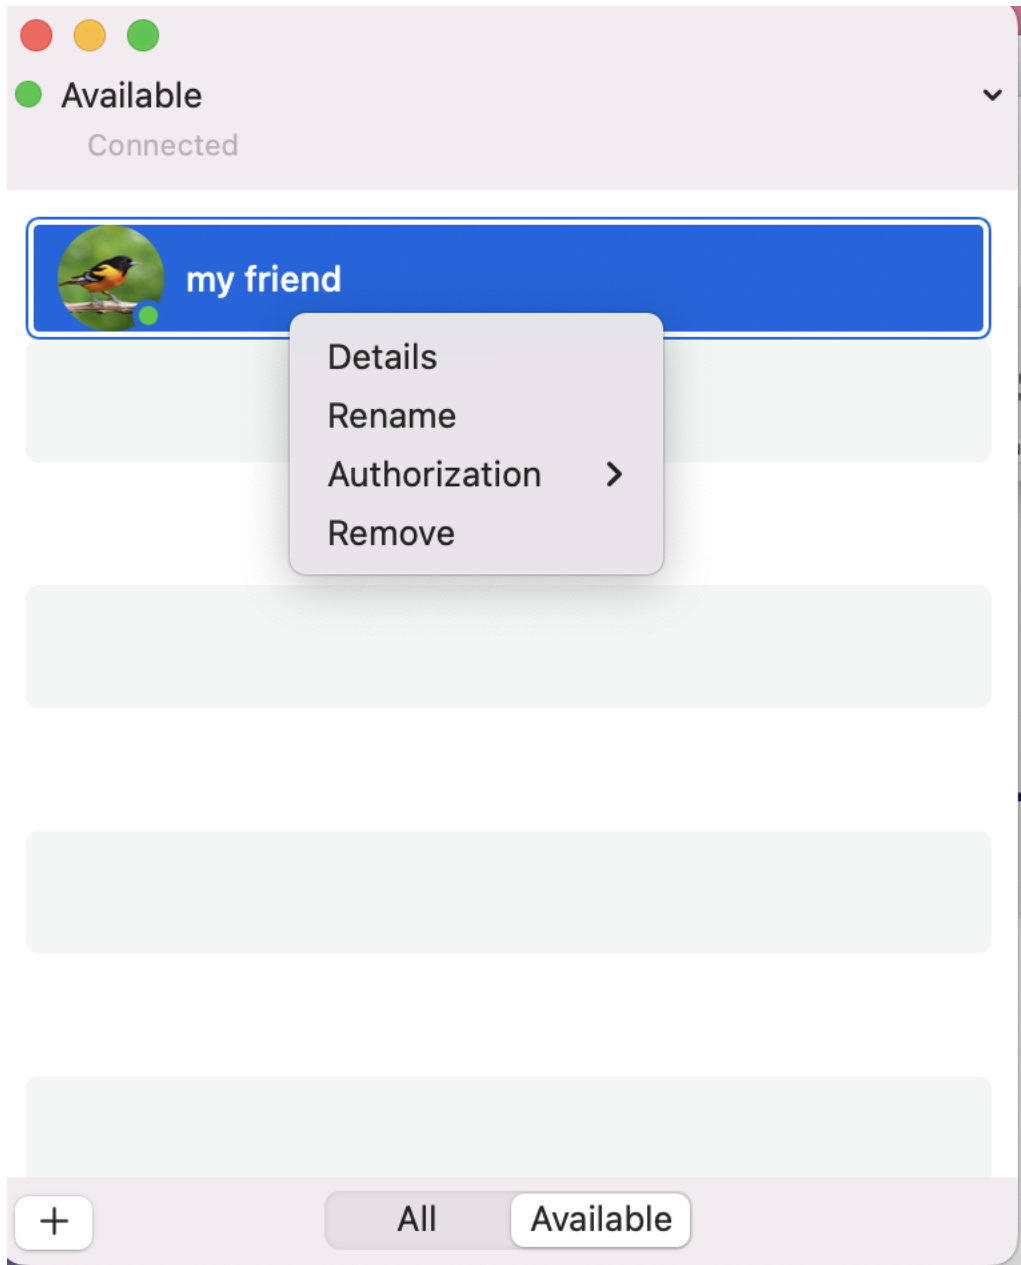 Available
Connected
my friend
Details
Rename
Authorization
Remove
All
Available